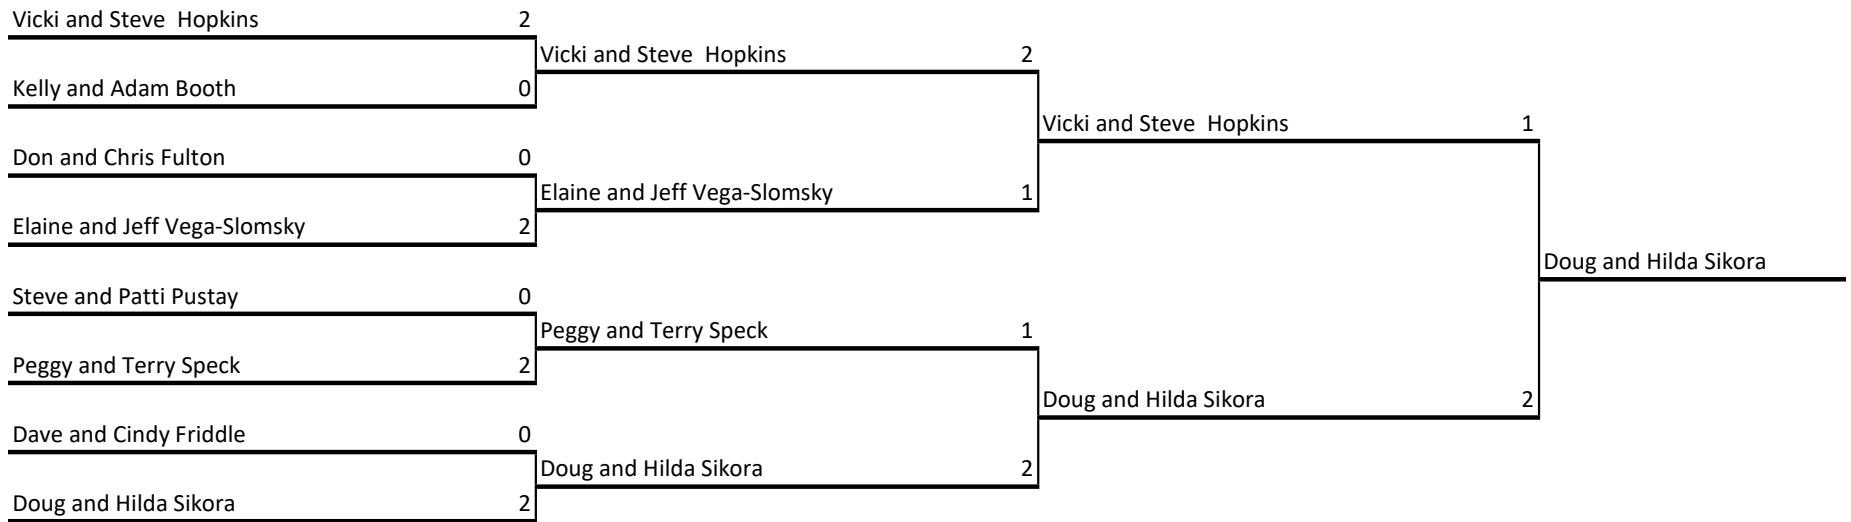 Vicki and Steve  Hopkins 2
Vicki and Steve  Hopkins 2
Kelly and Adam Booth 0
Vicki and Steve  Hopkins 1
Don and Chris Fulton 0
Elaine and Jeff Vega-Slomsky 1
Elaine and Jeff Vega-Slomsky 2
Doug and Hilda Sikora
Steve and Patti Pustay 0
Peggy and Terry Speck 1
Peggy and Terry Speck 2
Doug and Hilda Sikora 2
Dave and Cindy Friddle 0
Doug and Hilda Sikora 2
Doug and Hilda Sikora 2